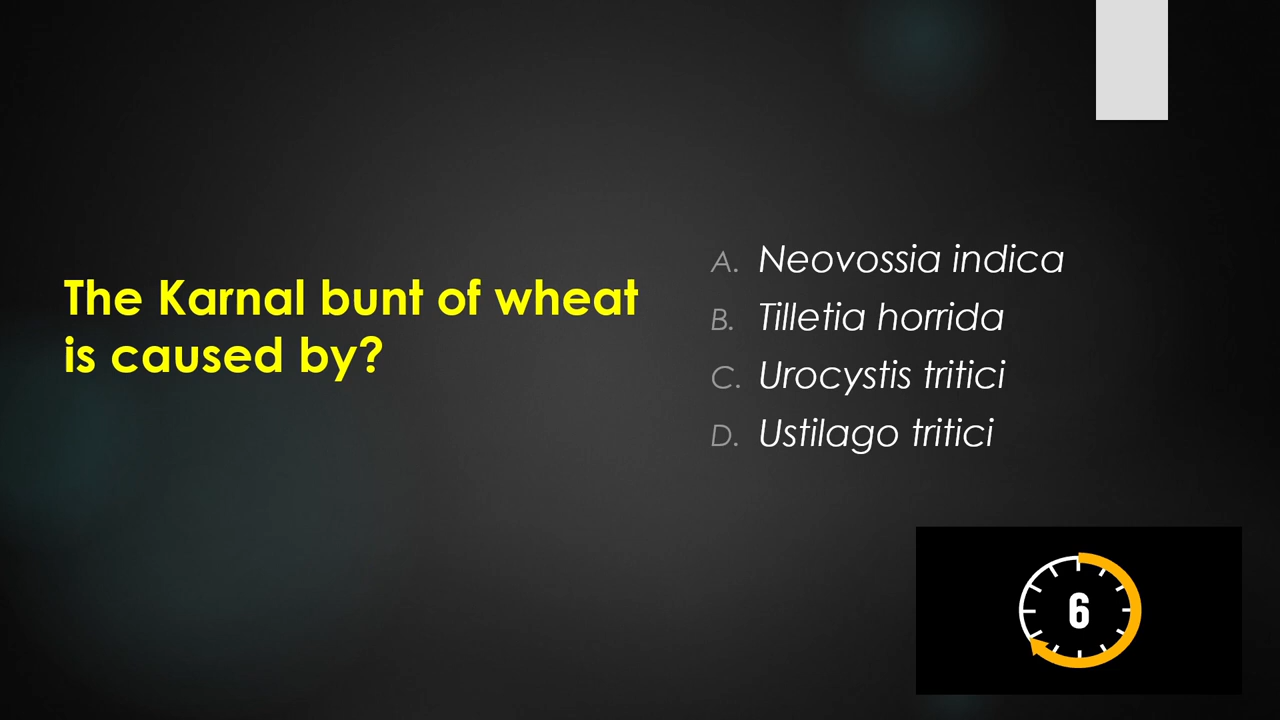 The Karnal bunt of wheat
is caused by?
A. Neovossia indica
B. Tilletia horrida
C. Urocystis tritici
D. Ustilago tritici
6